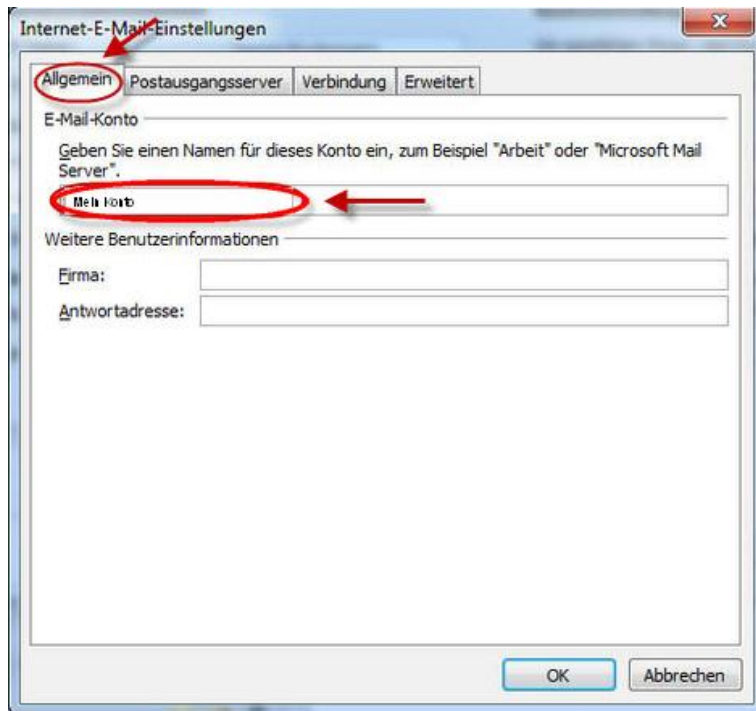 Internet-E-Mail-Einstellungen
Allgemein Postausgangsserver Verbindung Erweitert
E-Mail-Konto
Geben Sie einen Namen für dieses Konto ein, zum Beispiel "Arbeit" oder "Microsoft Mail
Server".
Mein Konto
Weitere Benutzerinformationen
Firma:
Antwortadresse:
OK Abbrechen